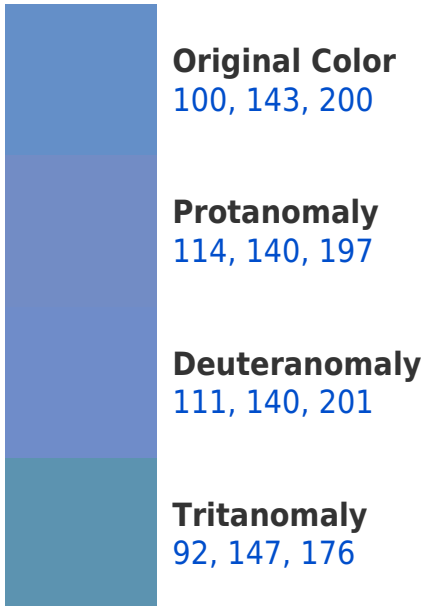 Original Color
100, 143, 200
Protanomaly
114, 140, 197
Deuteranomaly
111, 140, 201
Tritanomaly
92, 147, 176